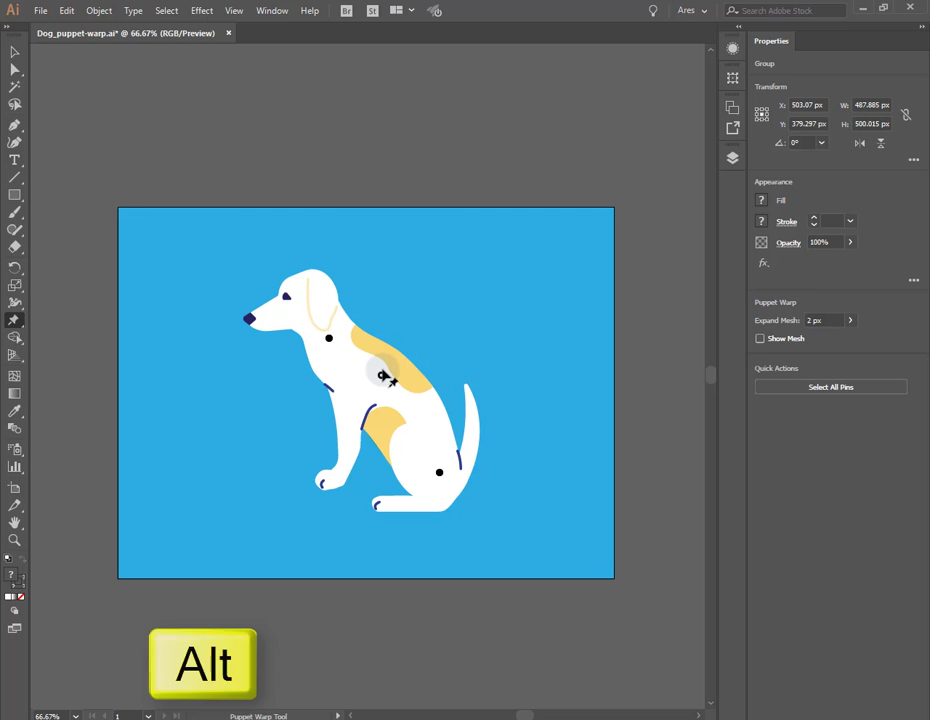 Ai File Edit Object Type Select Effect View Window Help Br St Ares Search Adobe Stock
Dog_puppet-warp.ai* @ 66.67% (RGB/Preview) ×
Properties
Group
Transform
X: 503.07 px W: 487.885 px
Y: 379.297 px H: 500.015 px
0°
Appearance
? Fill
? Stroke
Opacity 100%
fx
Puppet Warp
Expand Mesh: 2 px
Show Mesh
Quick Actions
Select All Pins
T
?
Alt
66.67% 1 Puppet Warp Tool